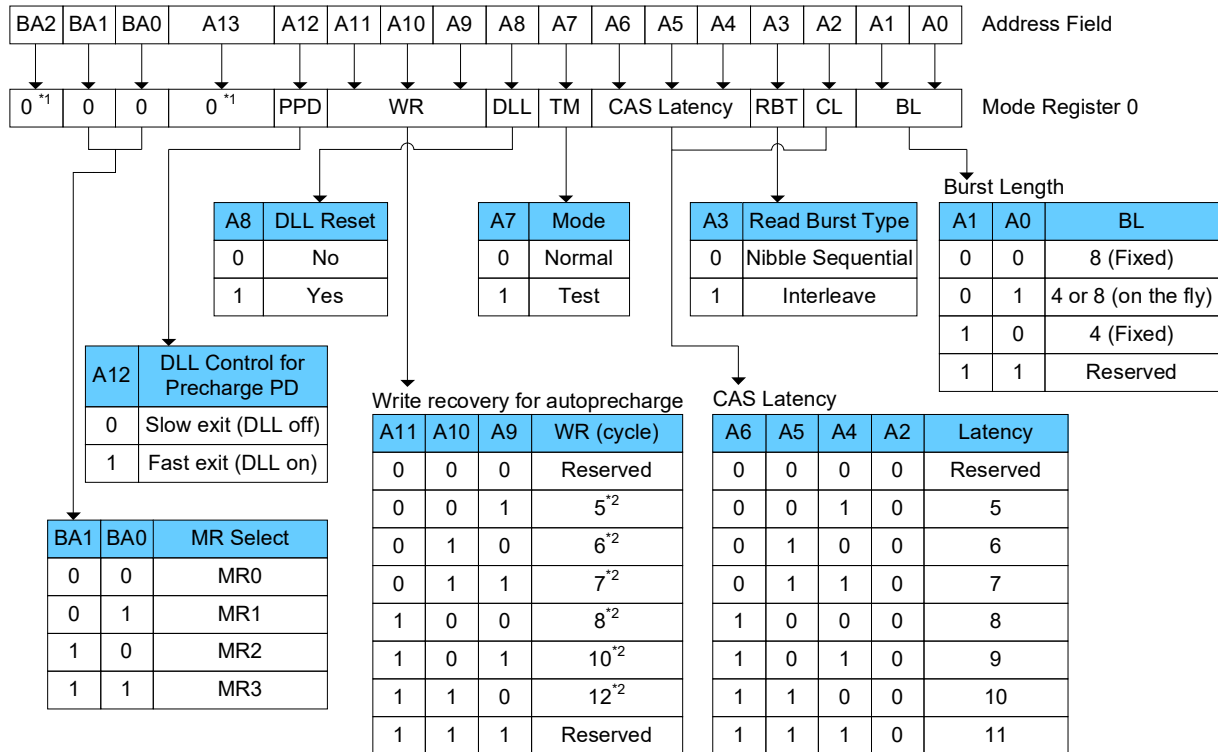 BA2 BA1 BA0 A13 A12 A11 A10 A9 A8 A7 A6 A5 A4 A3 A2 A1 A0 Address Field
0 *1 0 0 0 *1 PPD WR DLL TM CAS Latency RBT CL BL Mode Register 0
A8 DLL Reset
0 No
1 Yes
A7 Mode
0 Normal
1 Test
A3 Read Burst Type
0 Nibble Sequential
1 Interleave
Burst Length
A1 A0 BL
0 0 8 (Fixed)
0 1 4 or 8 (on the fly)
1 0 4 (Fixed)
1 1 Reserved
A12 DLL Control for
Precharge PD
0 Slow exit (DLL off)
1 Fast exit (DLL on)
BA1 BA0 MR Select
0 0 MR0
0 1 MR1
1 0 MR2
1 1 MR3
Write recovery for autoprecharge
A11 A10 A9 WR (cycle)
0 0 0 Reserved
0 0 1 5*2
0 1 0 6*2
0 1 1 7*2
1 0 0 8*2
1 0 1 10*2
1 1 0 12*2
1 1 1 Reserved
CAS Latency
A6 A5 A4 A2 Latency
0 0 0 0 Reserved
0 0 1 0 5
0 1 0 0 6
0 1 1 0 7
1 0 0 0 8
1 0 1 0 9
1 1 0 0 10
1 1 1 0 11